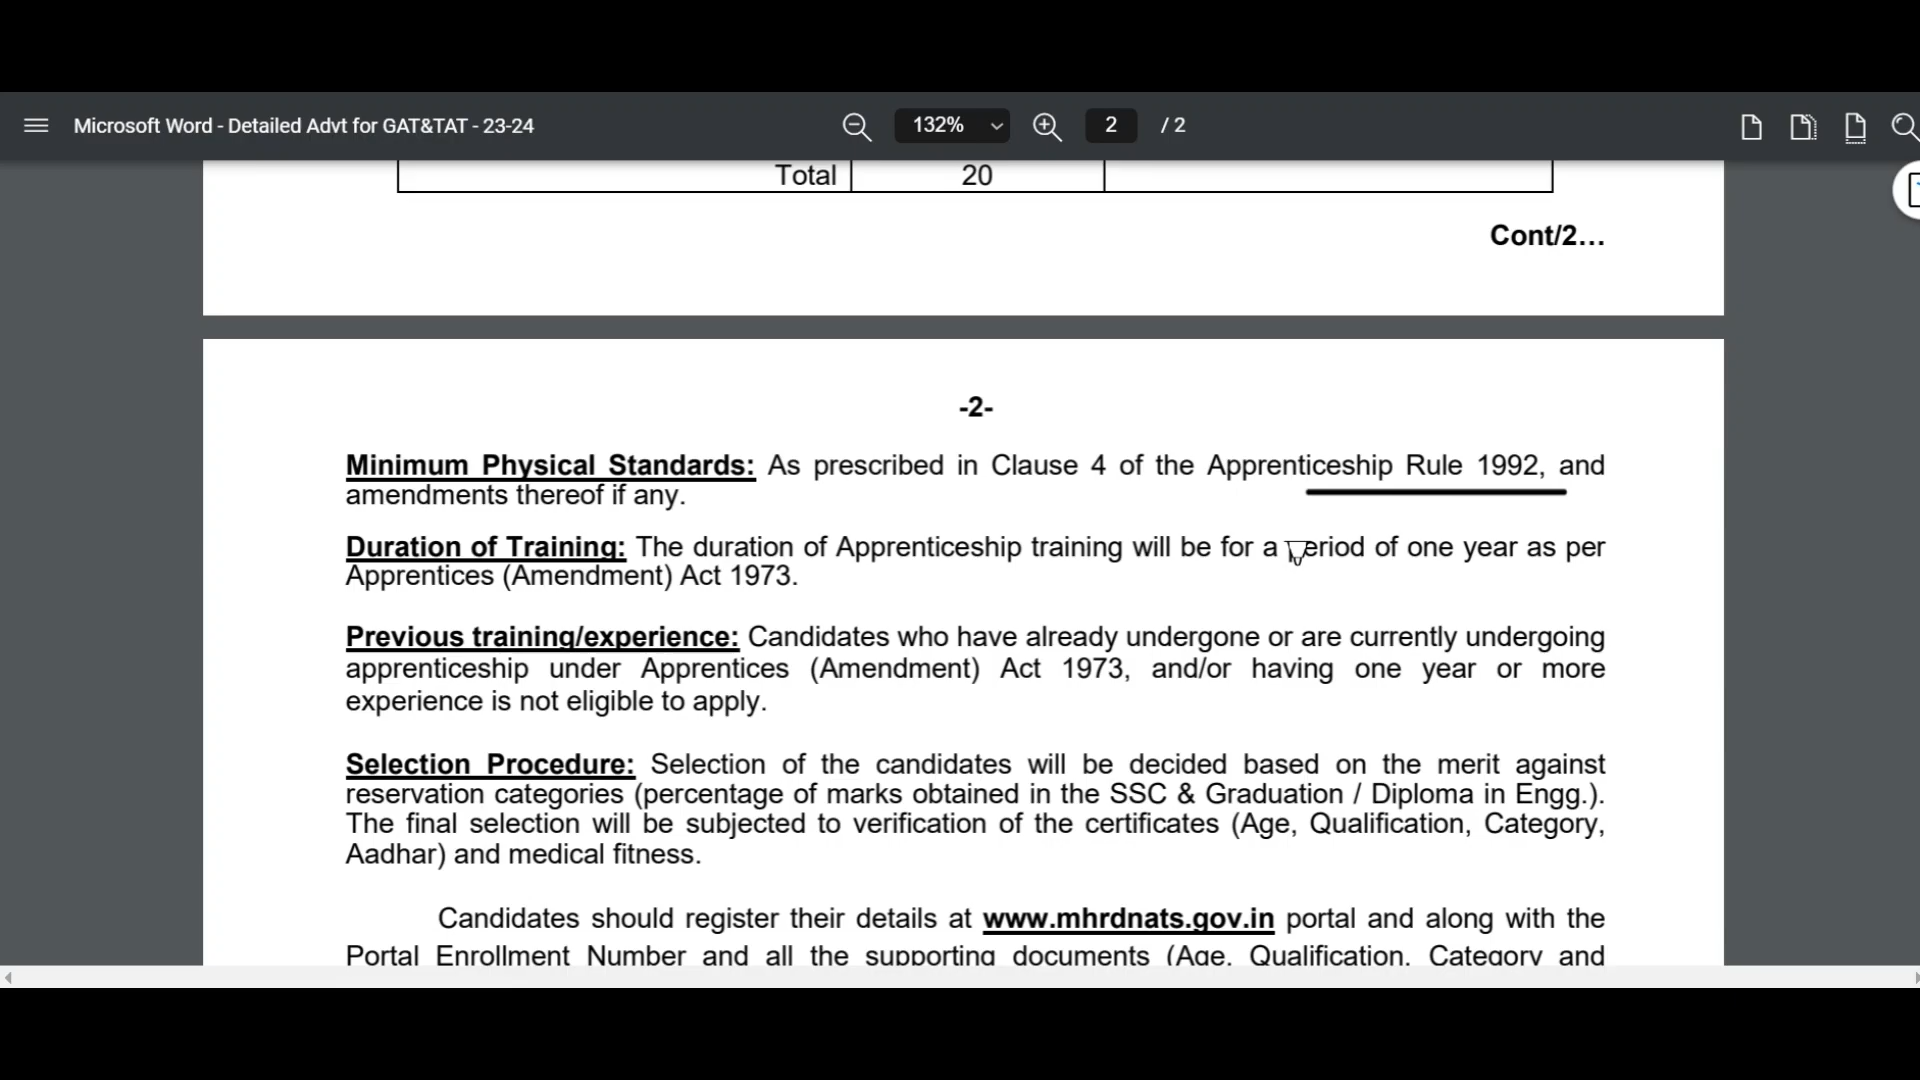 Microsoft Word - Detailed Advt for GAT&TAT - 23-24
132%
2 / 2
Total 20
Cont/2...
-2-
Minimum Physical Standards: As prescribed in Clause 4 of the Apprenticeship Rule 1992, and
amendments thereof if any.
Duration of Training: The duration of Apprenticeship training will be for a period of one year as per
Apprentices (Amendment) Act 1973.
Previous training/experience: Candidates who have already undergone or are currently undergoing
apprenticeship under Apprentices (Amendment) Act 1973, and/or having one year or more
experience is not eligible to apply.
Selection Procedure: Selection of the candidates will be decided based on the merit against
reservation categories (percentage of marks obtained in the SSC & Graduation / Diploma in Engg.).
The final selection will be subjected to verification of the certificates (Age, Qualification, Category,
Aadhar) and medical fitness.
Candidates should register their details at www.mhrdnats.gov.in portal and along with the
Portal Enrollment Number and all the supporting documents (Age, Qualification, Category and